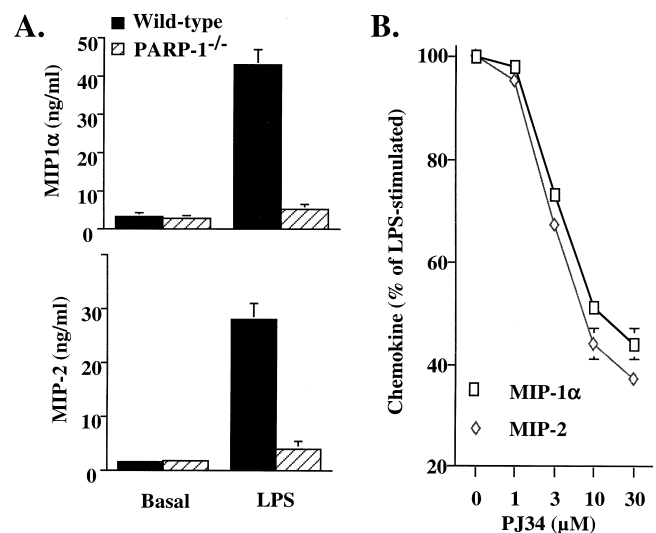 A.
Wild-type
PARP-1-/-
MIP1α (ng/ml)
50
40
30
20
10
0
MIP-2 (ng/ml)
30
20
10
0
Basal LPS
B.
Chemokine (% of LPS-stimulated)
100
80
60
40
20
MIP-1α
MIP-2
0 1 3 10 30
PJ34 (µM)